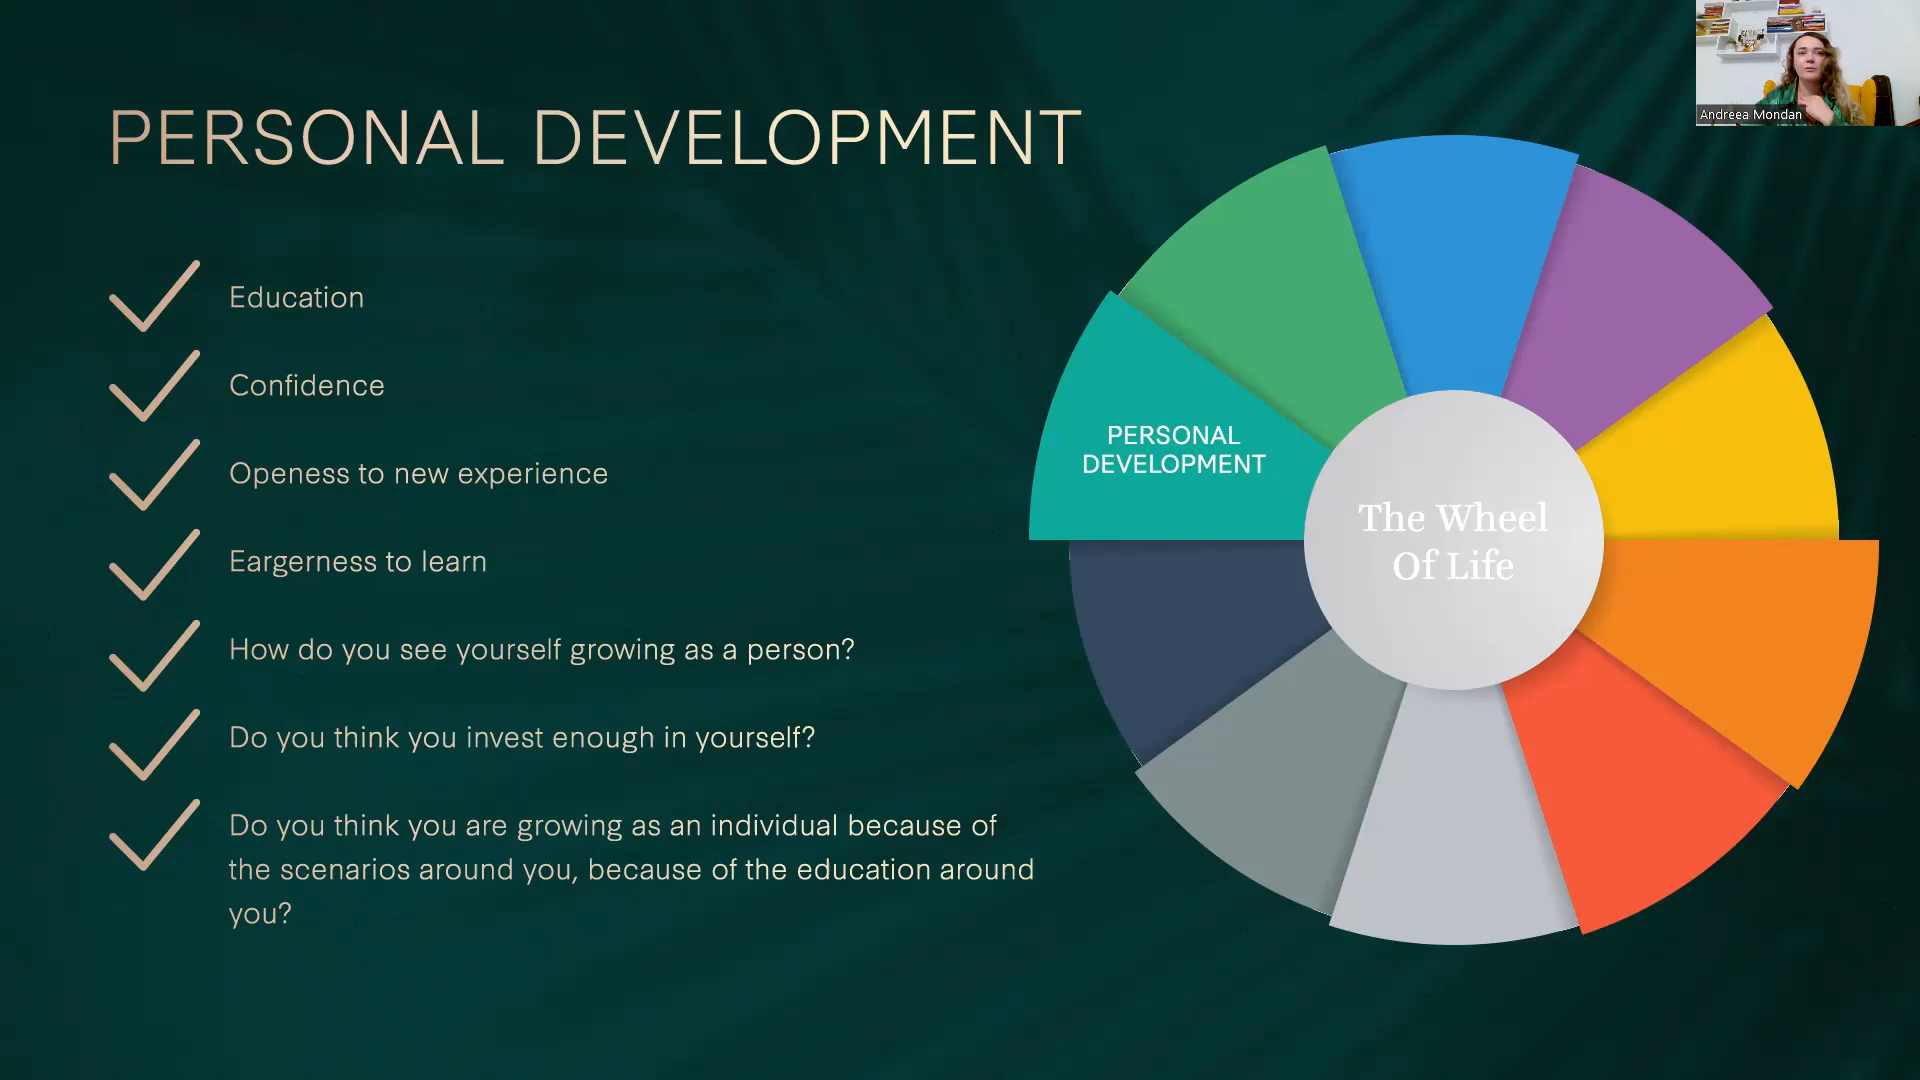 PERSONAL DEVELOPMENT
Education
Confidence
Openess to new experience
Eargerness to learn
How do you see yourself growing as a person?
Do you think you invest enough in yourself?
Do you think you are growing as an individual because of
the scenarios around you, because of the education around
you?
PERSONAL
DEVELOPMENT
The Wheel
Of Life
Andreea Mondan